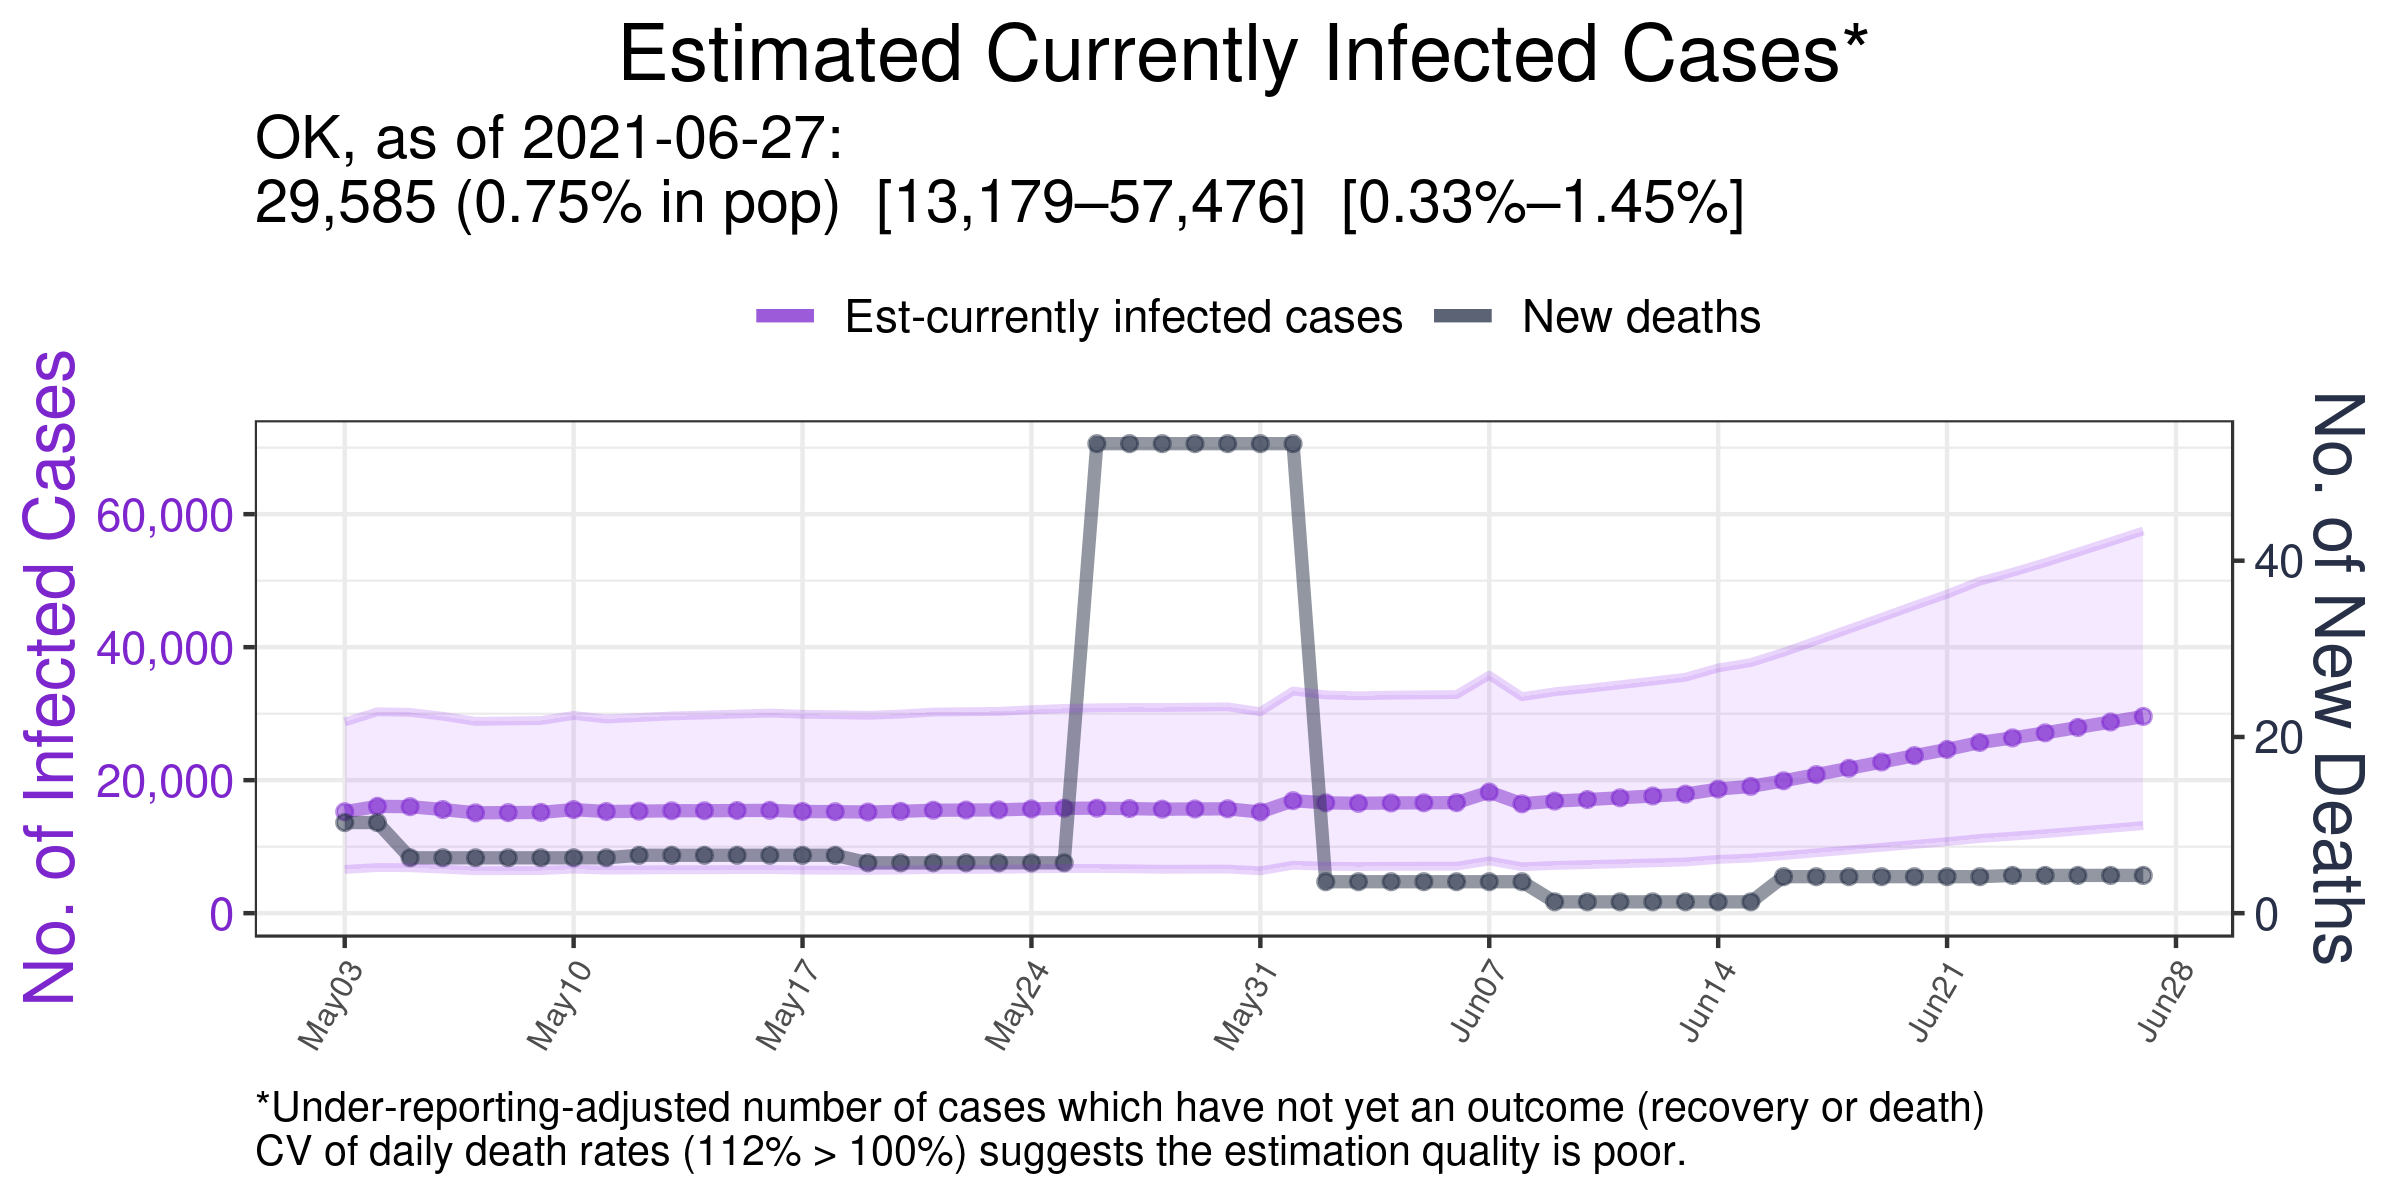 Estimated Currently Infected Cases*
OK, as of 2021-06-27:
29,585 (0.75% in pop)  [13,179–57,476]  [0.33%–1.45%]
Est-currently infected cases
New deaths
No. of Infected Cases
60,000
40,000
20,000
0
40
20
0
No. of New Deaths
May03
May10
May17
May24
May31
Jun07
Jun14
Jun21
Jun28
*Under-reporting-adjusted number of cases which have not yet an outcome (recovery or death)
CV of daily death rates (112% > 100%) suggests the estimation quality is poor.